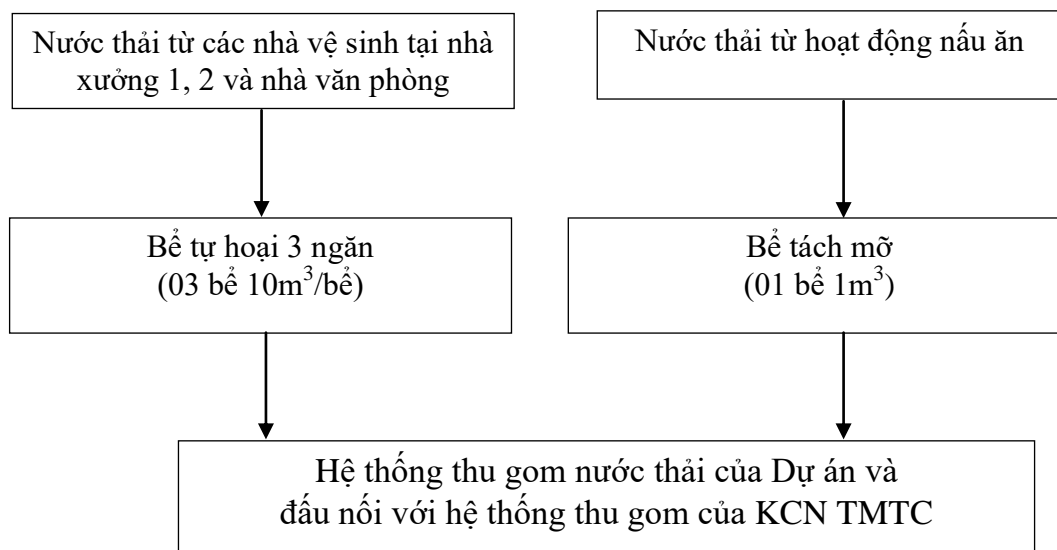 Nước thải từ các nhà vệ sinh tại nhà
xưởng 1, 2 và nhà văn phòng
Nước thải từ hoạt động nấu ăn
Bể tự hoại 3 ngăn
(03 bể 10m³/bể)
Bể tách mỡ
(01 bể 1m³)
Hệ thống thu gom nước thải của Dự án và
đấu nối với hệ thống thu gom của KCN TMTC